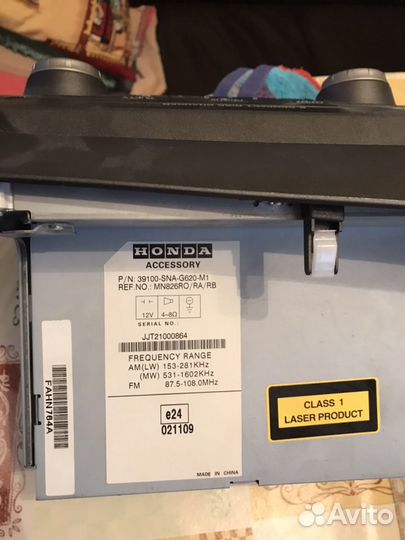 HONDA
ACCESSORY
P/N: 39100-SNA-G620-M1
REF.NO.: MN826RO/RA/RB
12V 4-8Ω
SERIAL NO.:
JJT21000864
FREQUENCY RANGE
AM(LW) 153-281KHz
(MW) 531-1602KHz
FM 87.5-108.0MHz
e24
021109
MADE IN CHINA
FAHN764A
CLASS 1
LASER PRODUCT
Avito